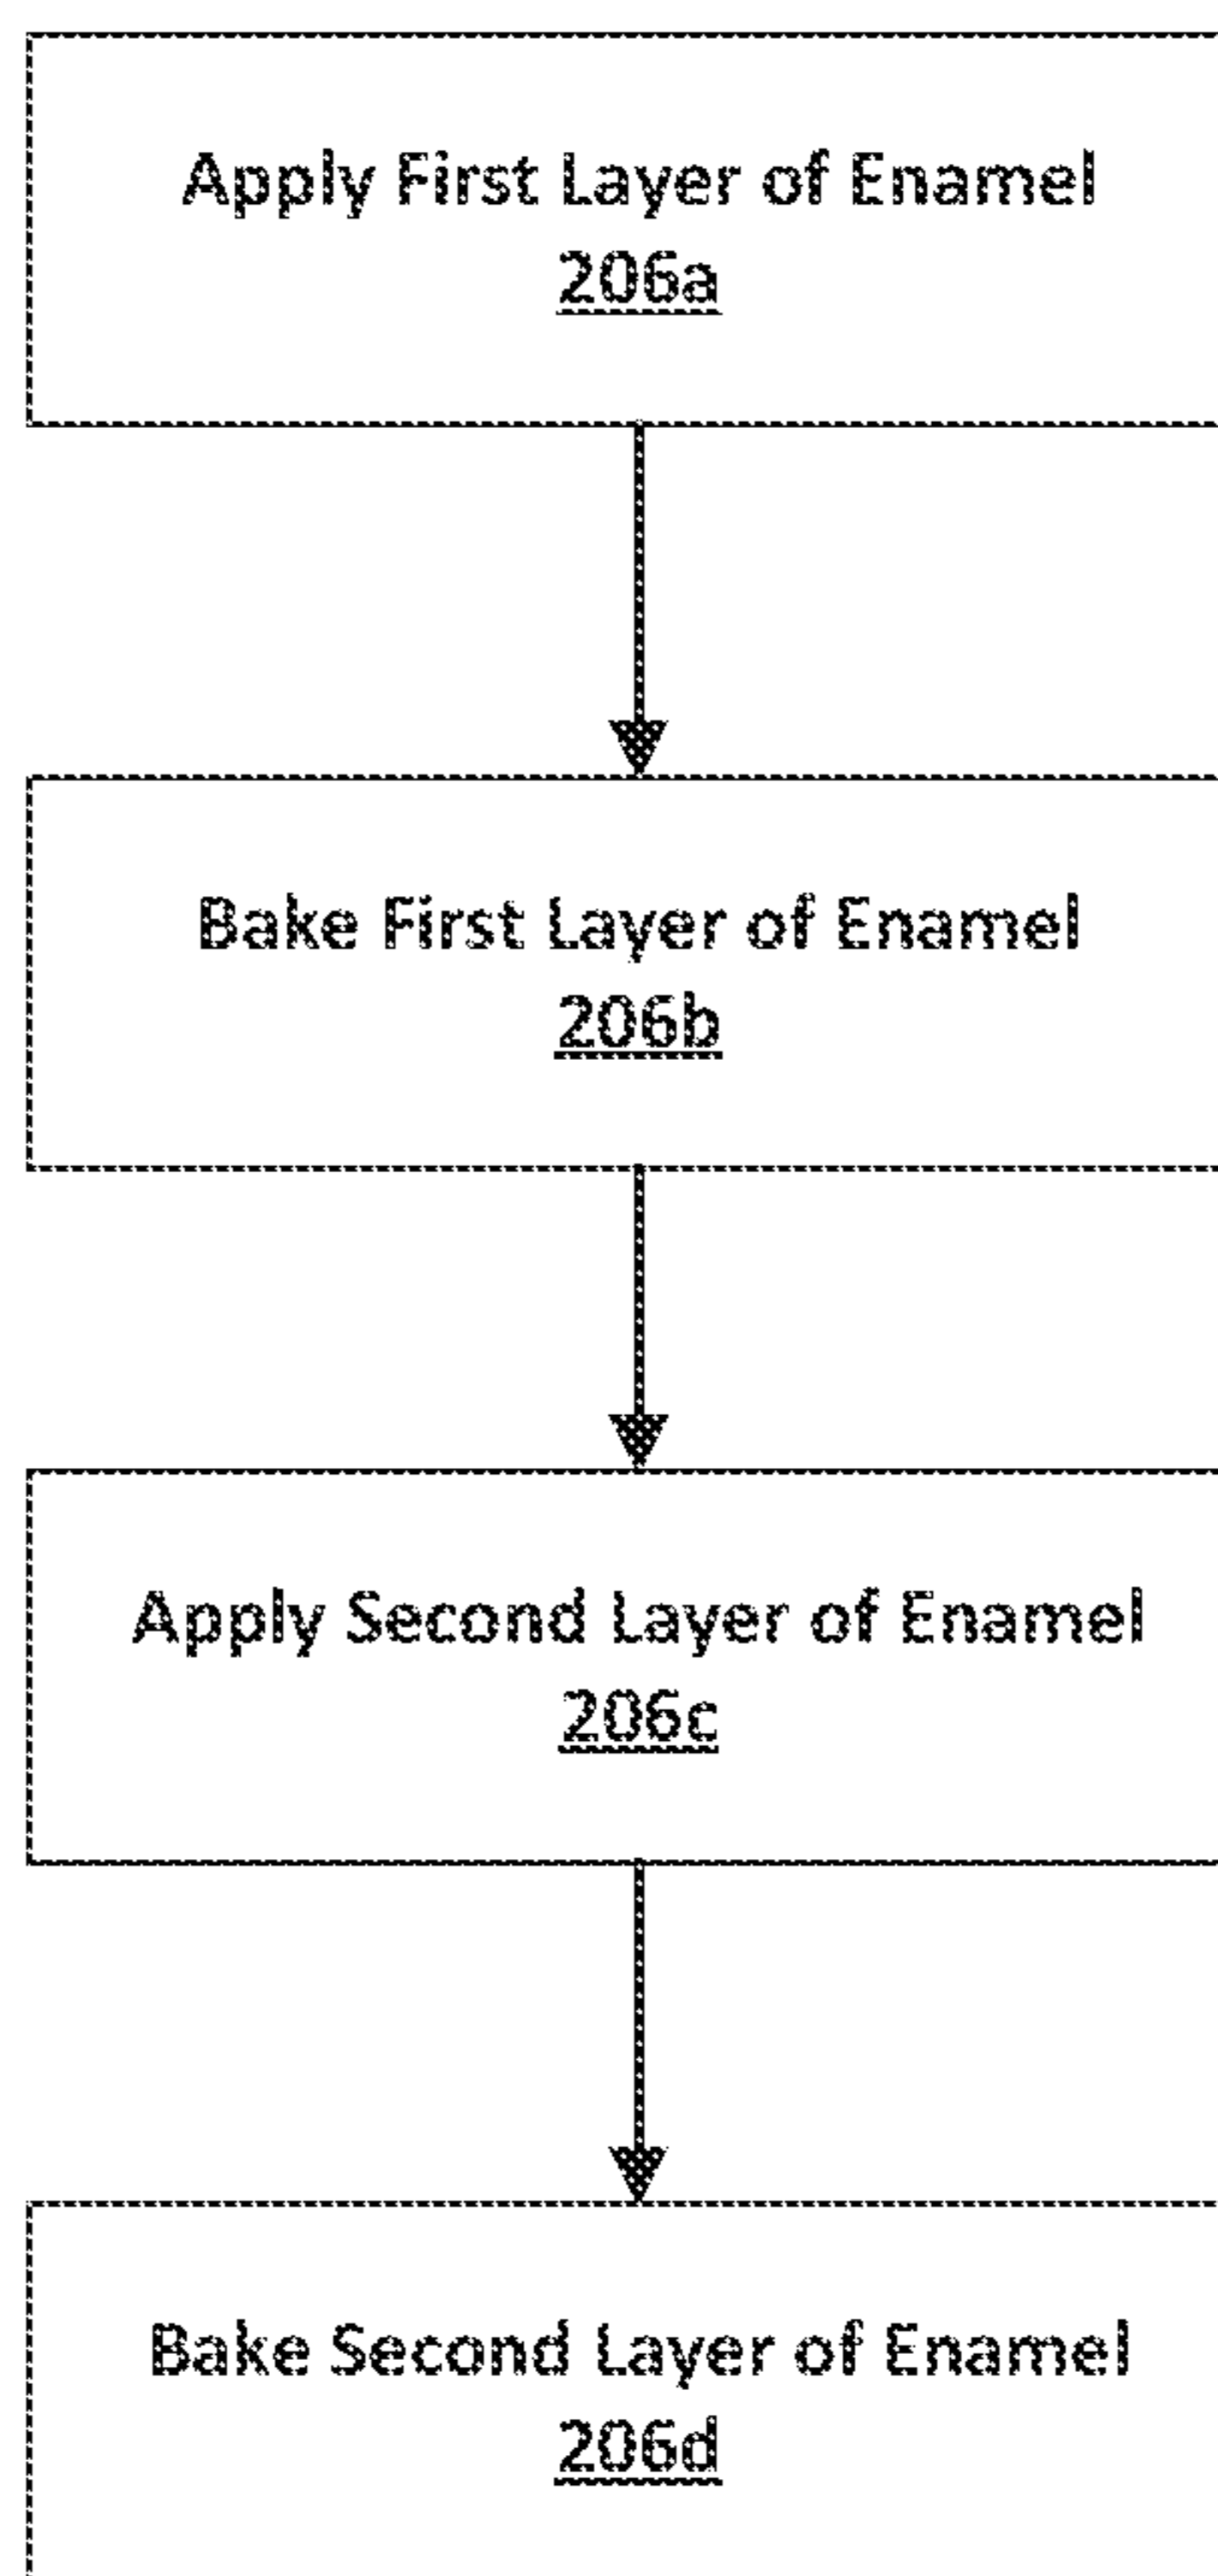 Apply First Layer of Enamel
206a
Bake First Layer of Enamel
206b
Apply Second Layer of Enamel
206c
Bake Second Layer of Enamel
206d